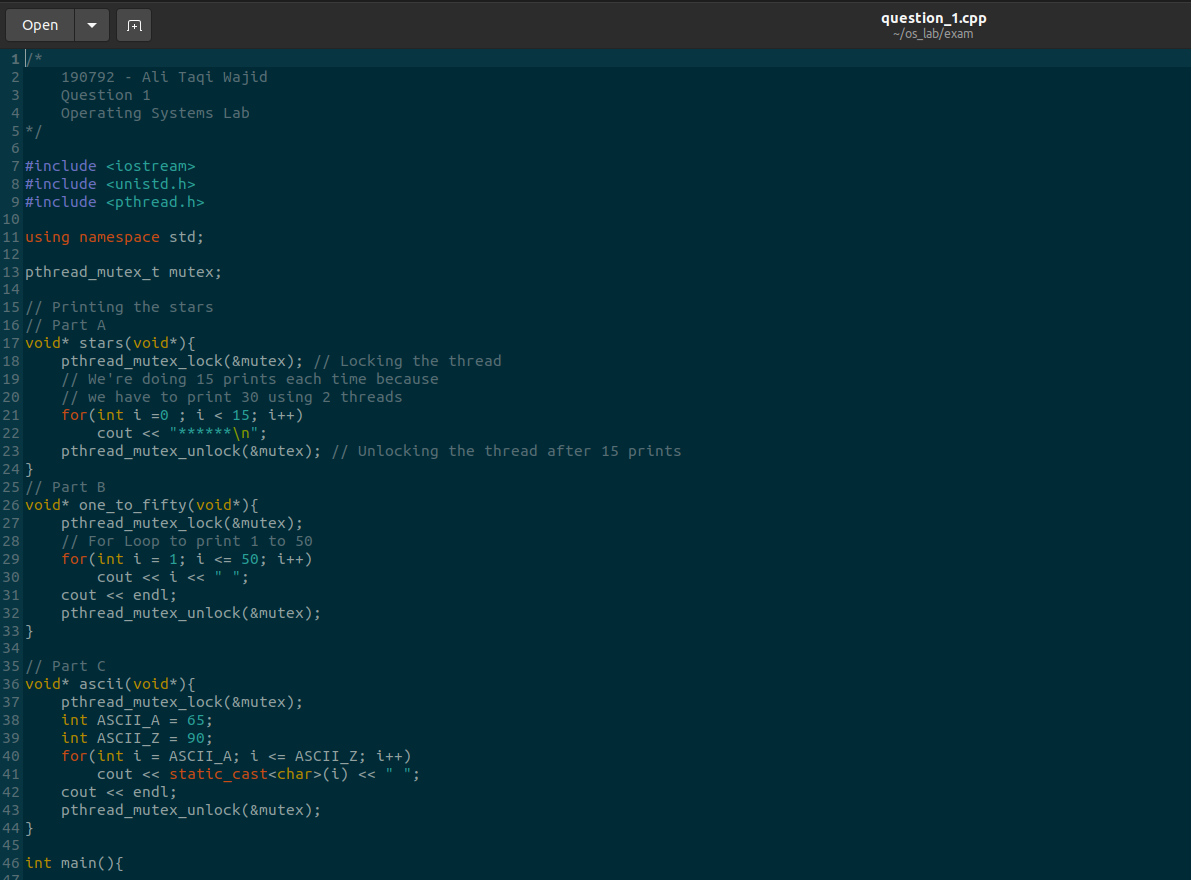 Open
question_1.cpp
~/os_lab/exam
1 /*
2     190792 - Ali Taqi Wajid
3     Question 1
4     Operating Systems Lab
5 */
6
7 #include <iostream>
8 #include <unistd.h>
9 #include <pthread.h>
10
11 using namespace std;
12
13 pthread_mutex_t mutex;
14
15 // Printing the stars
16 // Part A
17 void* stars(void*){
18     pthread_mutex_lock(&mutex); // Locking the thread
19     // We're doing 15 prints each time because
20     // we have to print 30 using 2 threads
21     for(int i =0 ; i < 15; i++)
22         cout << "******\n";
23     pthread_mutex_unlock(&mutex); // Unlocking the thread after 15 prints
24 }
25 // Part B
26 void* one_to_fifty(void*){
27     pthread_mutex_lock(&mutex);
28     // For Loop to print 1 to 50
29     for(int i = 1; i <= 50; i++)
30         cout << i << " ";
31     cout << endl;
32     pthread_mutex_unlock(&mutex);
33 }
34
35 // Part C
36 void* ascii(void*){
37     pthread_mutex_lock(&mutex);
38     int ASCII_A = 65;
39     int ASCII_Z = 90;
40     for(int i = ASCII_A; i <= ASCII_Z; i++)
41         cout << static_cast<char>(i) << " ";
42     cout << endl;
43     pthread_mutex_unlock(&mutex);
44 }
45
46 int main(){
47